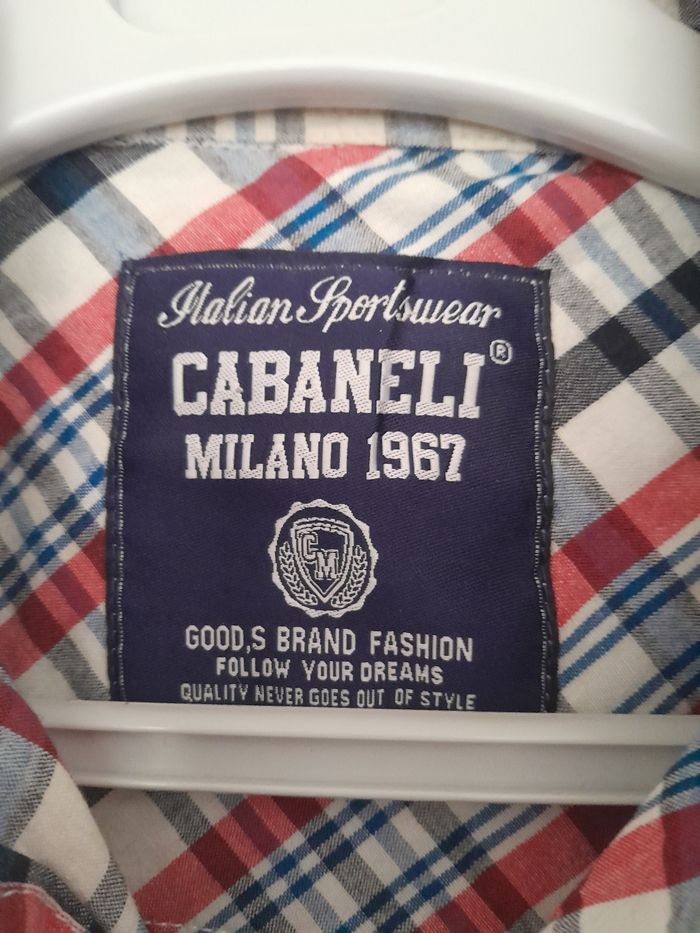 Italian Sportswear
CABANELI®
MILANO 1967
CM
GOOD,S BRAND FASHION
FOLLOW YOUR DREAMS
QUALITY NEVER GOES OUT OF STYLE